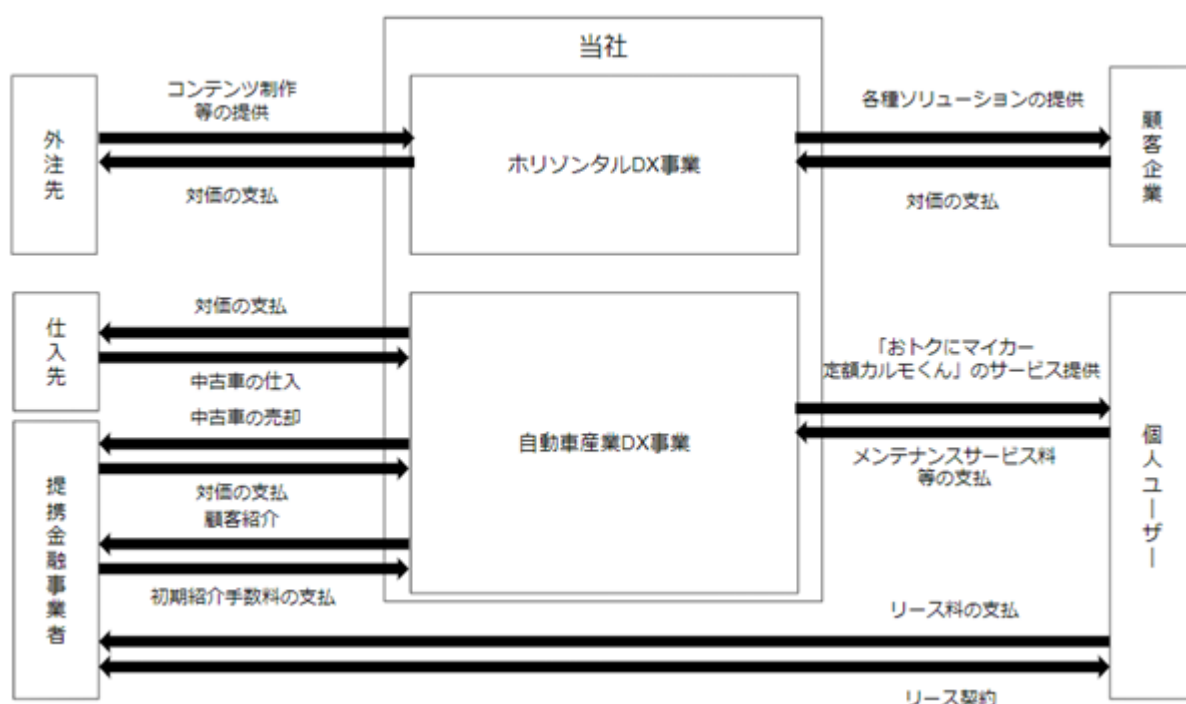 当社
コンテンツ制作
等の提供
各種ソリューションの提供
外注先
ホリゾンタルDX事業
顧客企業
対価の支払
対価の支払
対価の支払
仕入先
中古車の仕入
「おトクにマイカー
定額カルモくん」のサービス提供
中古車の売却
自動車産業DX事業
個人ユーザー
メンテナンスサービス料
等の支払
提携金融事業者
対価の支払
顧客紹介
初期紹介手数料の支払
リース料の支払
リース契約